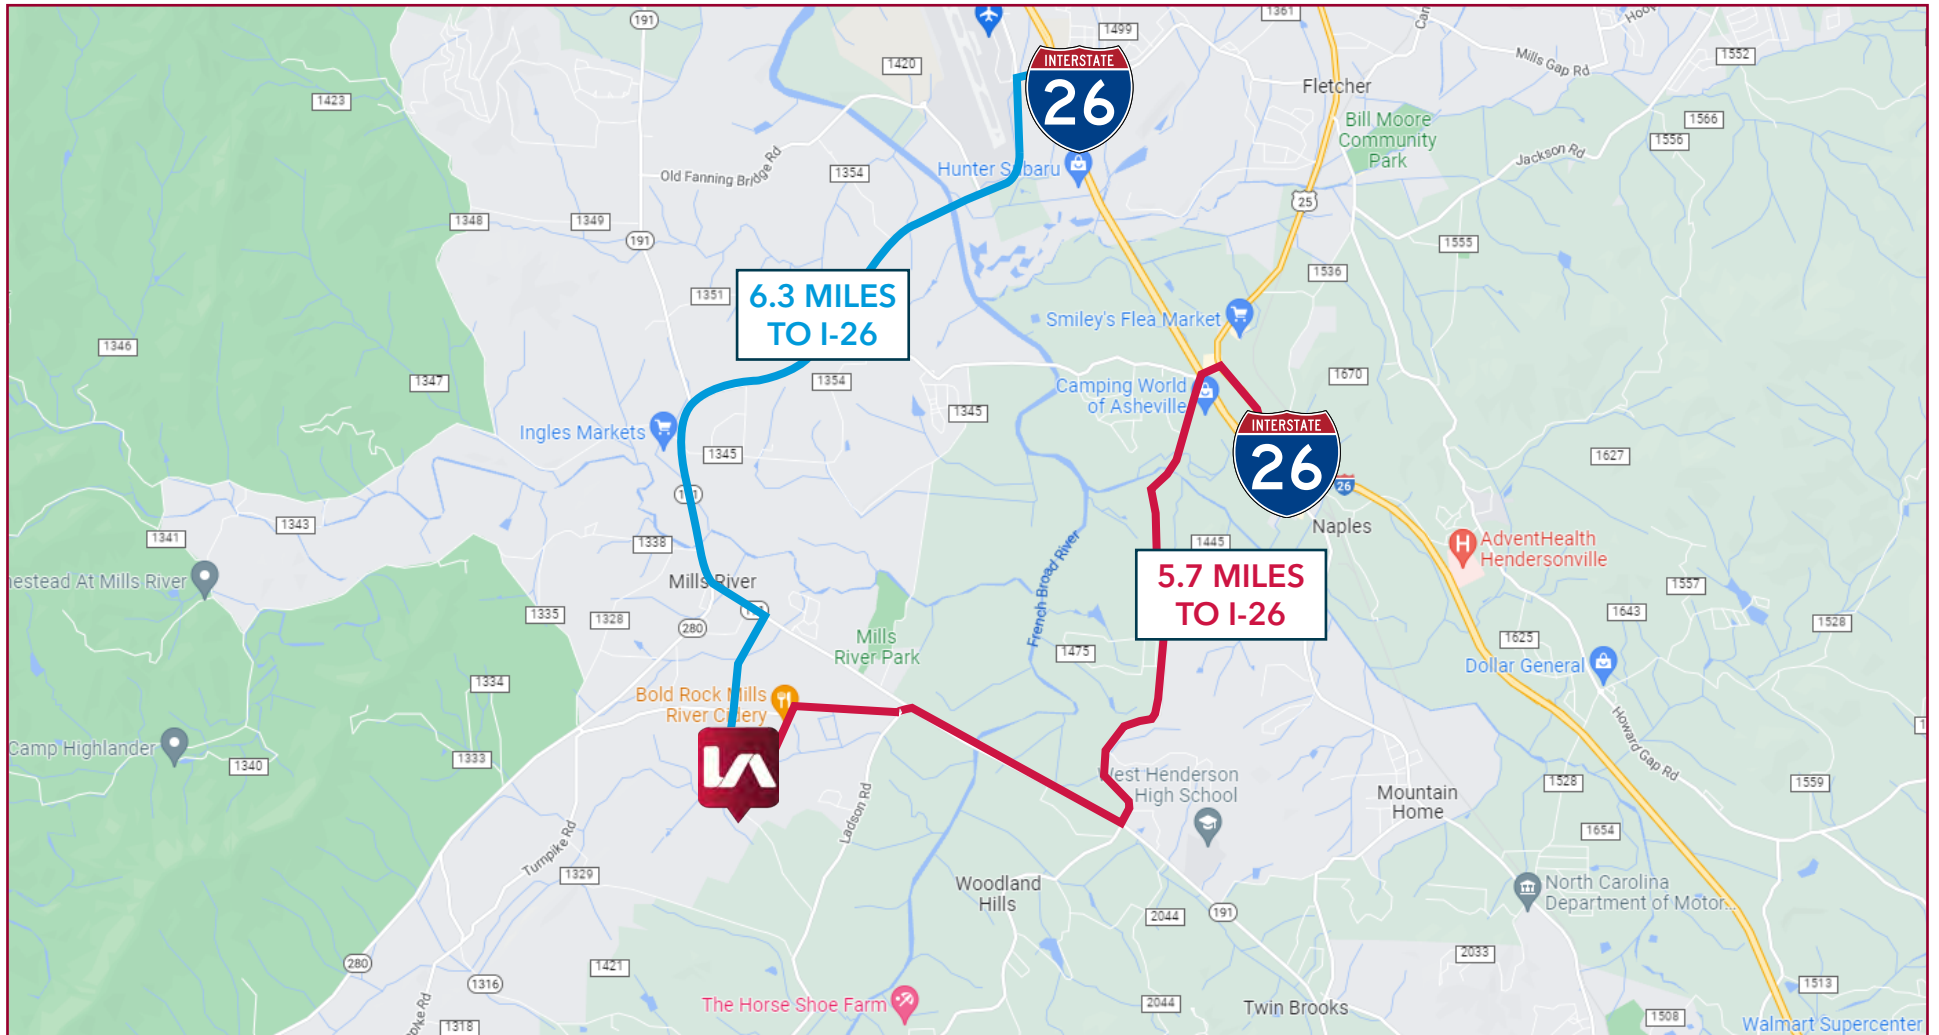 191
1499
1361
1420
INTERSTATE
26
Mills Gap Rd
1552
Fletcher
1423
Bill Moore
Community
Park
1566
1556
Jackson Rd
Old Fanning Bridge Rd
1354
Hunter Subaru
25
1348
1349
191
1555
1536
1351
6.3 MILES
TO I-26
Smiley's Flea Market
1346
1347
1354
1670
Camping World
of Asheville
1345
Ingles Markets
1345
INTERSTATE
26
26
1627
Naples
1343
1341
1338
1445
AdventHealth
Hendersonville
French Broad River
5.7 MILES
TO I-26
Mills River
1557
1335
1328
280
1643
1528
1625
Mills
River Park
1475
Dollar General
1334
Bold Rock Mills
River Cidery
Camp Highlander
1340
1333
LA
Howard Gap Rd
West Henderson
High School
Mountain
Home
1528
1559
Ladson Rd
1654
Turnpike Rd
1329
Woodland
Hills
North Carolina
Department of Motor...
2044
191
280
1421
2033
1316
1513
The Horse Shoe Farm
2044
Twin Brooks
1318
1508
Walmart Supercenter